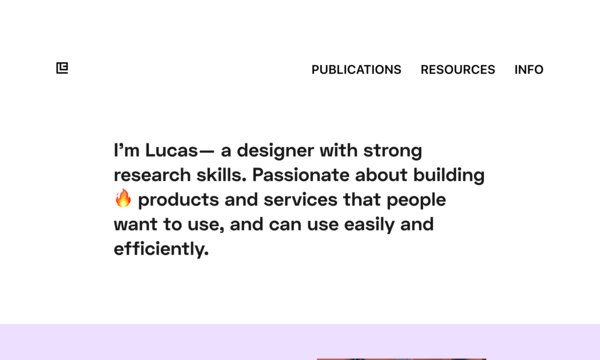 PUBLICATIONS RESOURCES INFO
I'm Lucas— a designer with strong
research skills. Passionate about building
🔥 products and services that people
want to use, and can use easily and
efficiently.